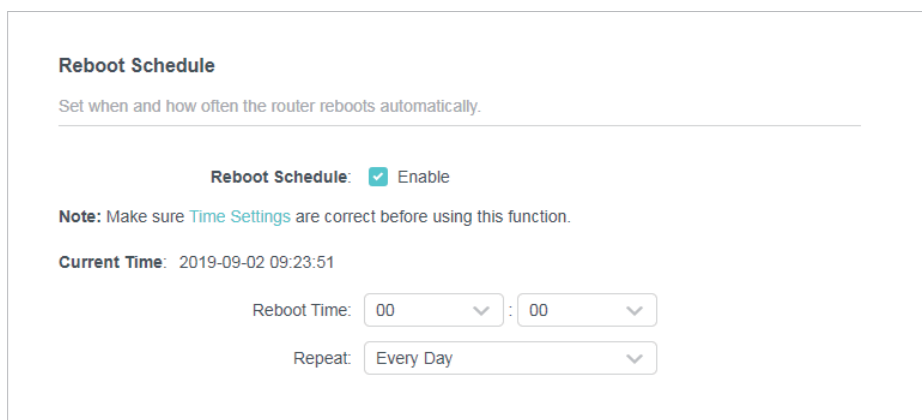 Reboot Schedule
Set when and how often the router reboots automatically.
Reboot Schedule: Enable
Note: Make sure Time Settings are correct before using this function.
Current Time: 2019-09-02 09:23:51
Reboot Time: 00 : 00
Repeat: Every Day